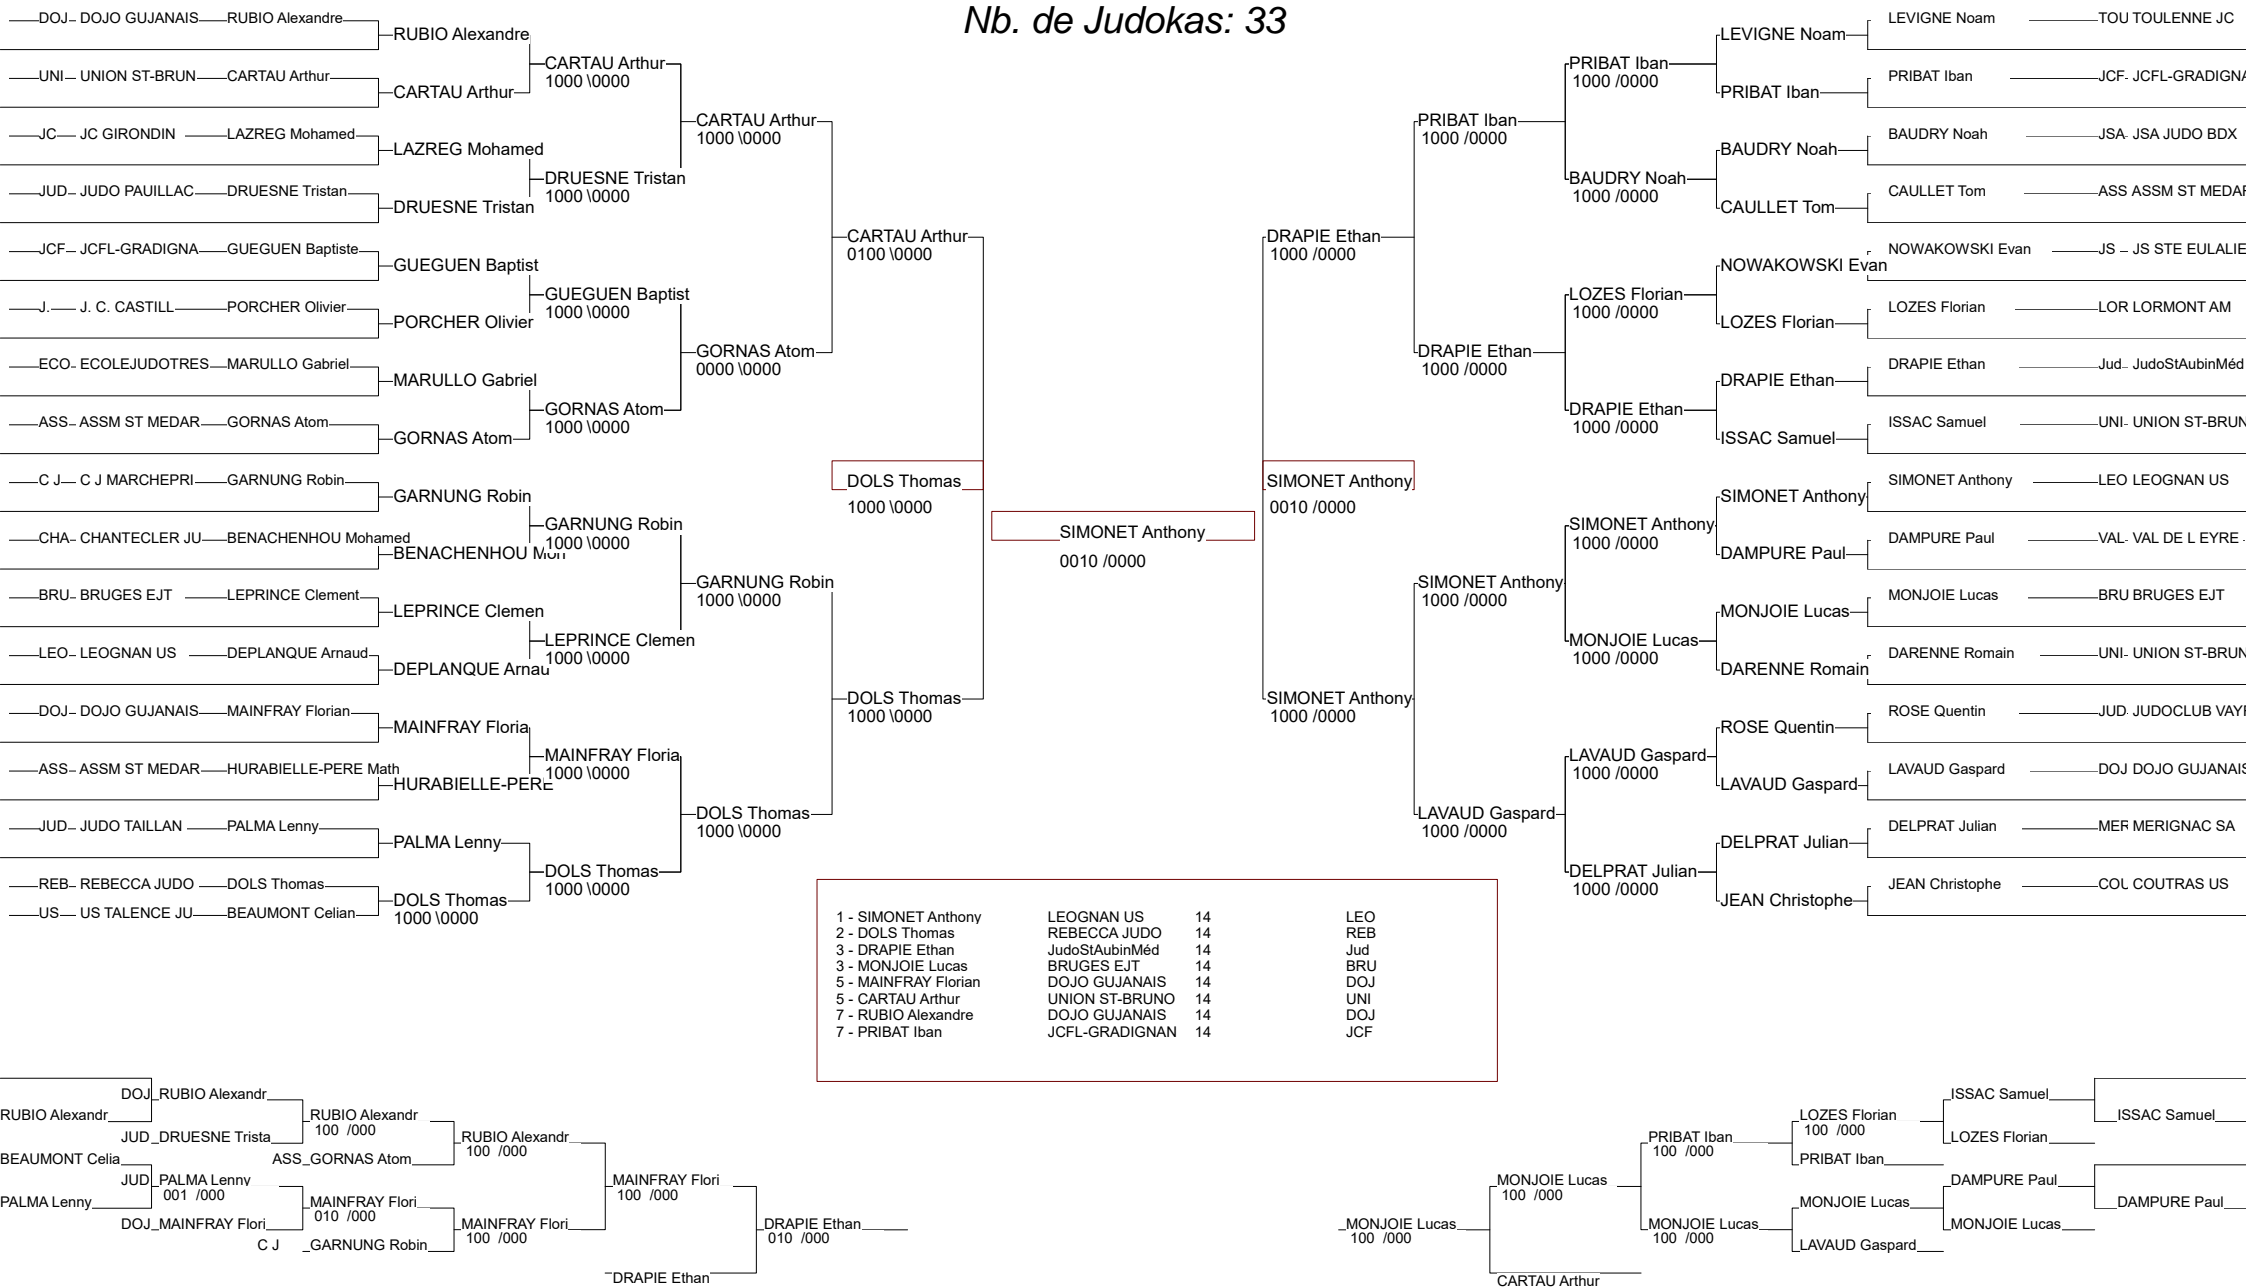 Nb. de Judokas: 33
DOJ DOJO GUJANAIS RUBIO Alexandre
UNI UNION ST-BRUN CARTAU Arthur
JC JC GIRONDIN LAZREG Mohamed
JUD JUDO PAUILLAC DRUESNE Tristan
JCF JCFL-GRADIGNA GUEGUEN Baptiste
J. J. C. CASTILL PORCHER Olivier
ECO ECOLEJUDOTRES MARULLO Gabriel
ASS ASSM ST MEDAR GORNAS Atom
C J C J MARCHEPRI GARNUNG Robin
CHA CHANTECLER JU BENACHENHOU Mohamed
BRU BRUGES EJT LEPRINCE Clement
LEO LEOGNAN US DEPLANQUE Arnaud
DOJ DOJO GUJANAIS MAINFRAY Florian
ASS ASSM ST MEDAR HURABIELLE-PERE Math
JUD JUDO TAILLAN PALMA Lenny
REB REBECCA JUDO DOLS Thomas
US US TALENCE JU BEAUMONT Celian
RUBIO Alexandre
CARTAU Arthur
LAZREG Mohamed
DRUESNE Tristan
GUEGUEN Baptist
PORCHER Olivier
MARULLO Gabriel
GORNAS Atom
GARNUNG Robin
BENACHENHOU Moh
LEPRINCE Clemen
DEPLANQUE Arnau
MAINFRAY Floria
HURABIELLE-PERE
PALMA Lenny
DOLS Thomas
1000 \0000
CARTAU Arthur
1000 \0000
DRUESNE Tristan
1000 \0000
GUEGUEN Baptist
1000 \0000
GORNAS Atom
1000 \0000
GARNUNG Robin
1000 \0000
LEPRINCE Clemen
1000 \0000
MAINFRAY Floria
1000 \0000
DOLS Thomas
1000 \0000
CARTAU Arthur
1000 \0000
GORNAS Atom
0000 \0000
GARNUNG Robin
1000 \0000
DOLS Thomas
1000 \0000
CARTAU Arthur
0100 \0000
DOLS Thomas
1000 \0000
DOLS Thomas
1000 \0000
SIMONET Anthony
0010 /0000
SIMONET Anthony
0010 /0000
DRAPIE Ethan
1000 /0000
SIMONET Anthony
1000 /0000
PRIBAT Iban
1000 /0000
DRAPIE Ethan
1000 /0000
SIMONET Anthony
1000 /0000
LAVAUD Gaspard
1000 /0000
PRIBAT Iban
1000 /0000
BAUDRY Noah
1000 /0000
LOZES Florian
1000 /0000
DRAPIE Ethan
1000 /0000
SIMONET Anthony
1000 /0000
MONJOIE Lucas
1000 /0000
LAVAUD Gaspard
1000 /0000
DELPRAT Julian
1000 /0000
LEVIGNE Noam
PRIBAT Iban
BAUDRY Noah
CAULLET Tom
NOWAKOWSKI Evan
LOZES Florian
DRAPIE Ethan
ISSAC Samuel
SIMONET Anthony
DAMPURE Paul
MONJOIE Lucas
DARENNE Romain
ROSE Quentin
LAVAUD Gaspard
DELPRAT Julian
JEAN Christophe
LEVIGNE Noam TOU TOULENNE JC
PRIBAT Iban JCF JCFL-GRADIGNA
BAUDRY Noah JSA JSA JUDO BDX
CAULLET Tom ASS ASSM ST MEDAR
NOWAKOWSKI Evan JS JS STE EULALIE
LOZES Florian LOR LORMONT AM
DRAPIE Ethan Jud JudoStAubinMéd
ISSAC Samuel UNI UNION ST-BRUN
SIMONET Anthony LEO LEOGNAN US
DAMPURE Paul VAL VAL DE L EYRE
MONJOIE Lucas BRU BRUGES EJT
DARENNE Romain UNI UNION ST-BRUN
ROSE Quentin JUD JUDOCLUB VAY
LAVAUD Gaspard DOJ DOJO GUJANAIS
DELPRAT Julian MER MERIGNAC SA
JEAN Christophe COU COUTRAS US
1 - SIMONET Anthony LEOGNAN US 14 LEO
2 - DOLS Thomas REBECCA JUDO 14 REB
3 - DRAPIE Ethan JudoStAubinMéd 14 Jud
3 - MONJOIE Lucas BRUGES EJT 14 BRU
5 - MAINFRAY Florian DOJO GUJANAIS 14 DOJ
5 - CARTAU Arthur UNION ST-BRUNO 14 UNI
7 - RUBIO Alexandre DOJO GUJANAIS 14 DOJ
7 - PRIBAT Iban JCFL-GRADIGNAN 14 JCF
RUBIO Alexandr
BEAUMONT Celia
PALMA Lenny
DOJ RUBIO Alexandr
JUD DRUESNE Trista
JUD PALMA Lenny
001 /000
DOJ MAINFRAY Flori
RUBIO Alexandr
100 /000
ASS GORNAS Atom
MAINFRAY Flori
010 /000
C J GARNUNG Robin
RUBIO Alexandr
100 /000
MAINFRAY Flori
100 /000
MAINFRAY Flori
100 /000
DRAPIE Ethan
DRAPIE Ethan
010 /000
MONJOIE Lucas
100 /000
MONJOIE Lucas
100 /000
CARTAU Arthur
PRIBAT Iban
100 /000
MONJOIE Lucas
100 /000
LOZES Florian
100 /000
PRIBAT Iban
MONJOIE Lucas
LAVAUD Gaspard
ISSAC Samuel
LOZES Florian
DAMPURE Paul
MONJOIE Lucas
ISSAC Samuel
DAMPURE Paul